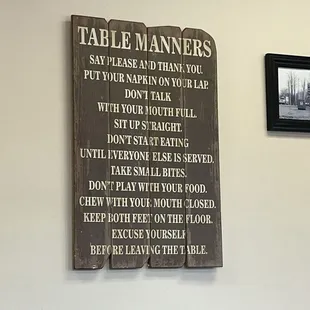 TABLE MANNERS
SAY PLEASE AND THANK YOU.
PUT YOUR NAPKIN ON YOUR LAP.
DON'T TALK
WITH YOUR MOUTH FULL.
SIT UP STRAIGHT.
DON'T START EATING
UNTIL EVERYONE ELSE IS SERVED.
TAKE SMALL BITES.
DON'T PLAY WITH YOUR FOOD.
CHEW WITH YOUR MOUTH CLOSED.
KEEP BOTH FEET ON THE FLOOR.
EXCUSE YOURSELF
BEFORE LEAVING THE TABLE.